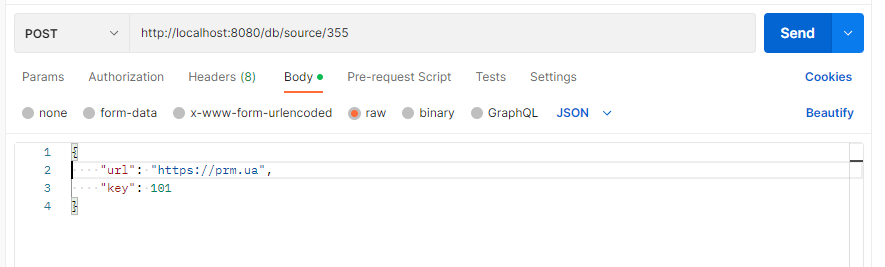 POST http://localhost:8080/db/source/355 Send
Params Authorization Headers (8) Body Pre-request Script Tests Settings Cookies
none form-data x-www-form-urlencoded raw binary GraphQL JSON Beautify
1 {
2 "url": "https://prm.ua",
3 "key": 101
4 }